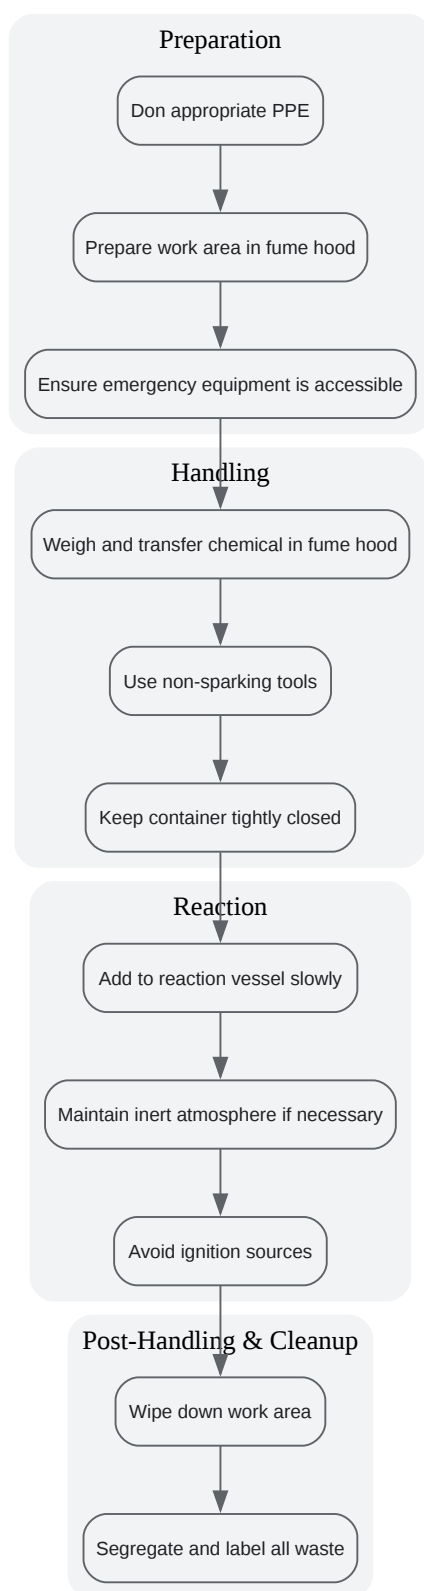 Preparation
Don appropriate PPE
Prepare work area in fume hood
Ensure emergency equipment is accessible
Handling
Weigh and transfer chemical in fume hood
Use non-sparking tools
Keep container tightly closed
Reaction
Add to reaction vessel slowly
Maintain inert atmosphere if necessary
Avoid ignition sources
Post-Handling & Cleanup
Wipe down work area
Segregate and label all waste